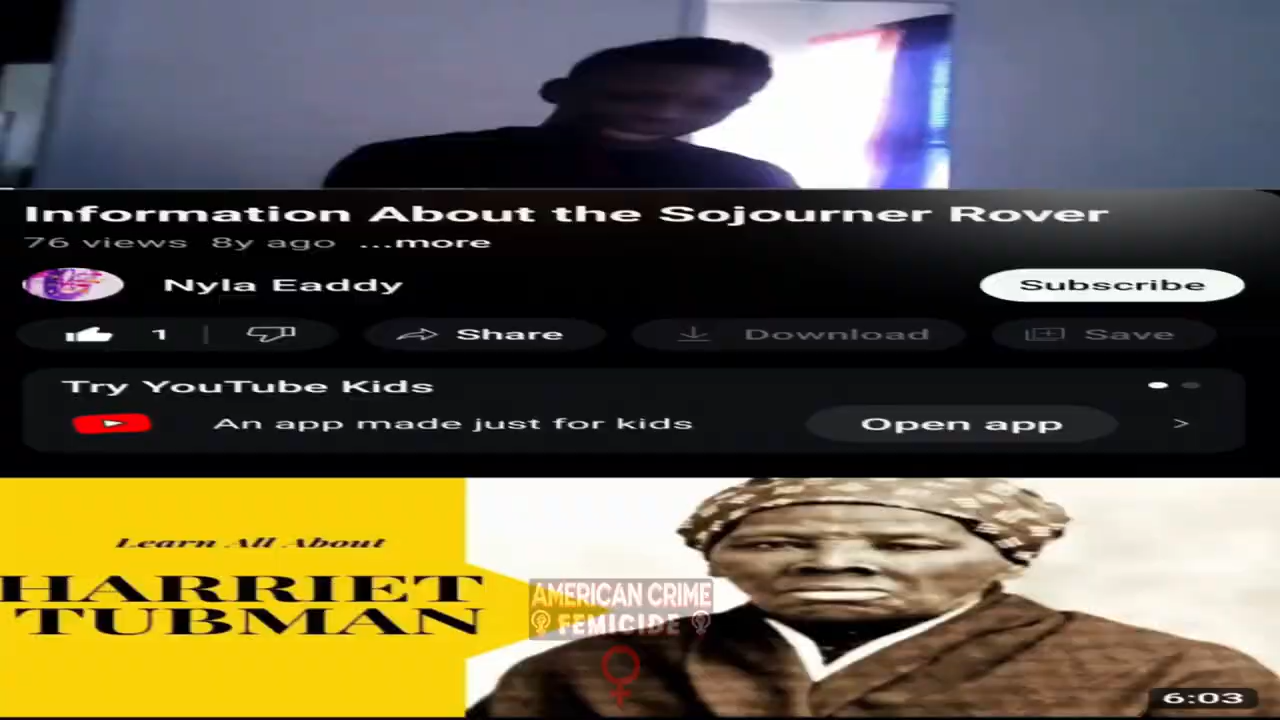 Information About the Sojourner Rover
76 views 8y ago ...more
Nyla Eaddy
Subscribe
1
Share
Download
Save
Try YouTube Kids
An app made just for kids
Open app
Learn All About
HARRIET
TUBMAN
AMERICAN CRIME
FEMICIDE
6:03